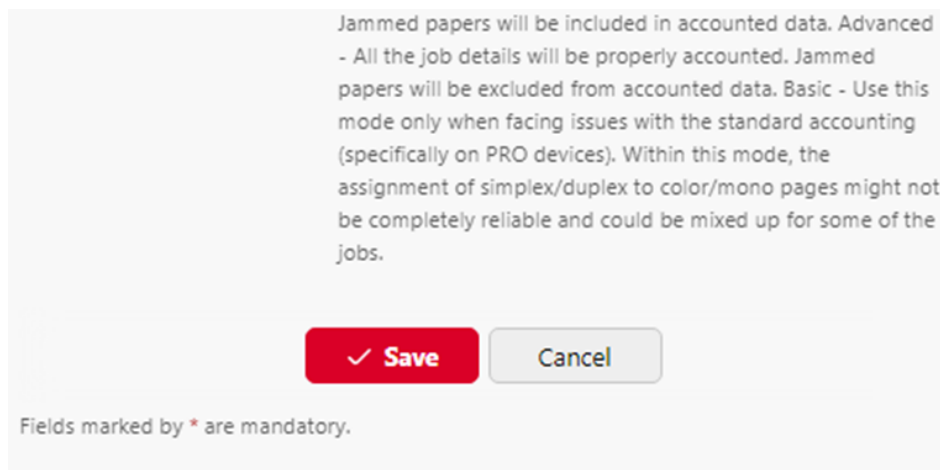 Jammed papers will be included in accounted data. Advanced
- All the job details will be properly accounted. Jammed
papers will be excluded from accounted data. Basic - Use this
mode only when facing issues with the standard accounting
(specifically on PRO devices). Within this mode, the
assignment of simplex/duplex to color/mono pages might not
be completely reliable and could be mixed up for some of the
jobs.
Save
Cancel
Fields marked by * are mandatory.